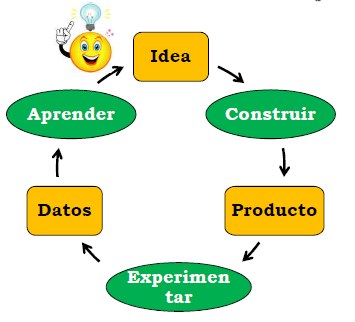 Idea
Construir
Producto
Experimen
tar
Datos
Aprender